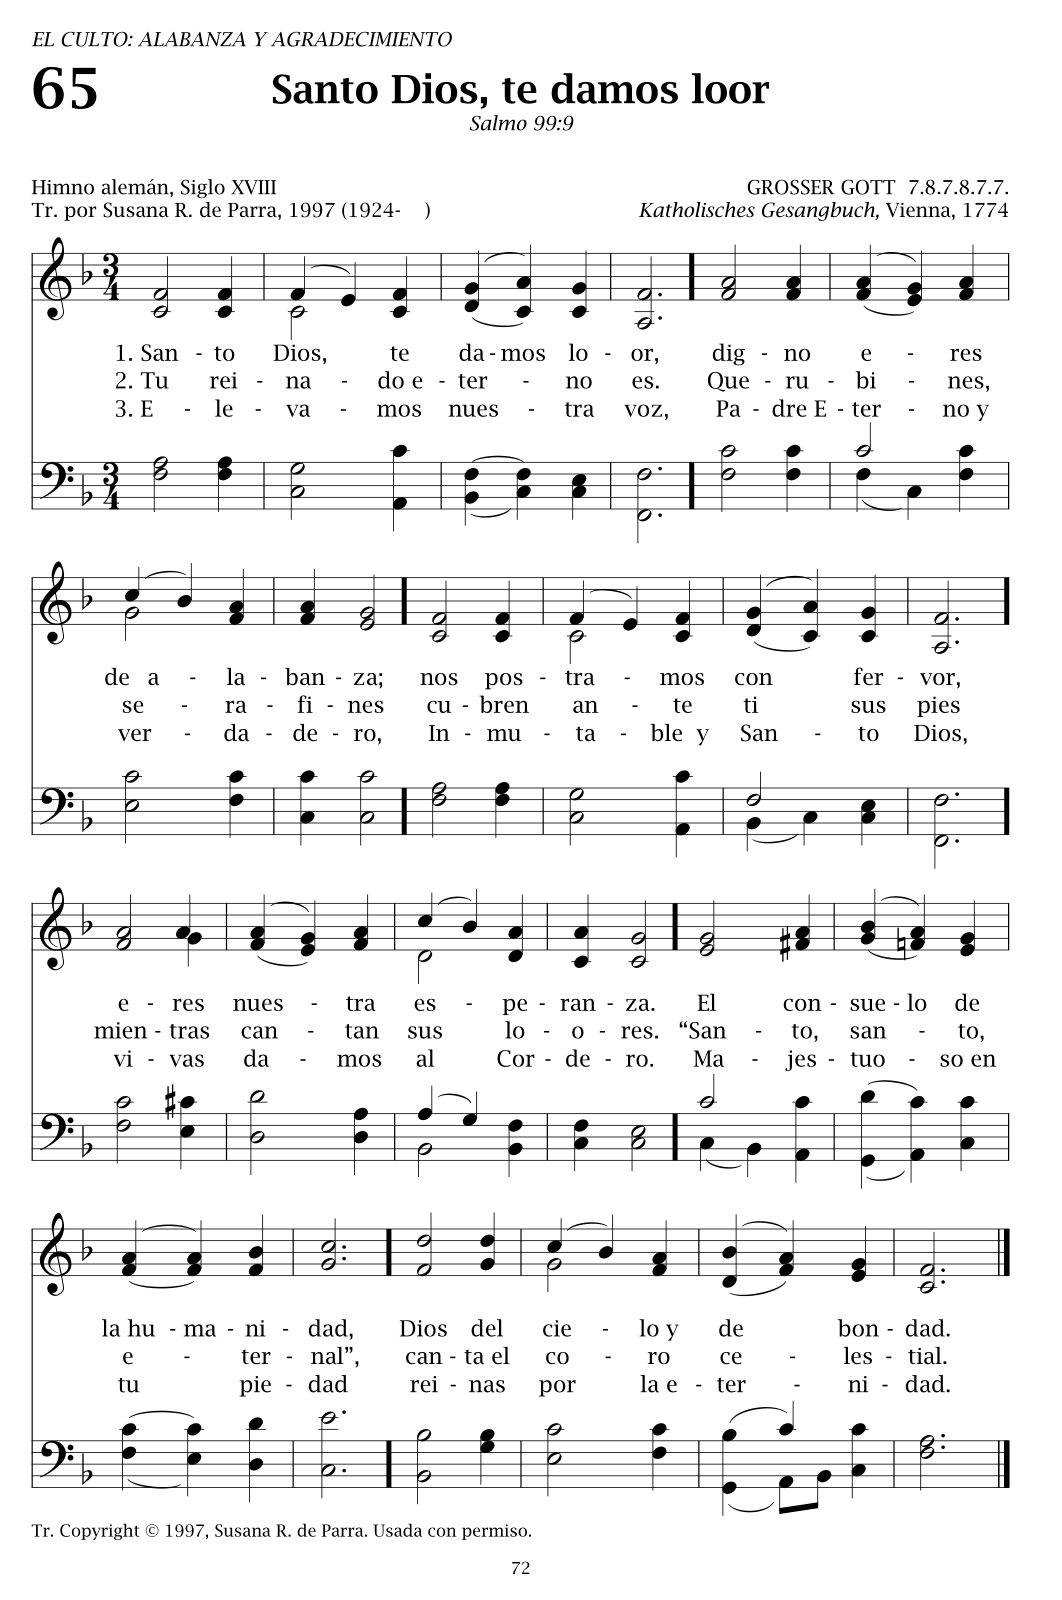 EL CULTO: ALABANZA Y AGRADECIMIENTO
65 Santo Dios, te damos loor
Salmo 99:9
Himno alemán, Siglo XVIII GROSSER GOTT 7.8.7.8.7.7.
Tr. por Susana R. de Parra, 1997 (1924- ) Katholisches Gesangbuch, Vienna, 1774
3 4
1. San - to Dios, te da - mos lo - or, dig - no e - res
2. Tu rei - na - do e - ter - no es. Que - ru - bi - nes,
3. E - le - va - mos nues - tra voz, Pa - dre E - ter - no y
3 4
de a - la - ban - za; nos pos - tra - mos con fer - vor,
se - ra - fi - nes cu - bren an - te ti sus pies
ver - da - de - ro, In - mu - ta - ble y San - to Dios,
e - res nues - tra es - pe - ran - za. El con - sue - lo de
mien - tras can - tan sus lo - o - res. “San - to, san - to,
vi - vas da - mos al Cor - de - ro. Ma - jes - tuo - so en
la hu - ma - ni - dad, Dios del cie - lo y de bon - dad.
e - ter - nal”, can - ta el co - ro ce - les - tial.
tu pie - dad rei - nas por la e - ter - ni - dad.
Tr. Copyright © 1997, Susana R. de Parra. Usada con permiso.
72